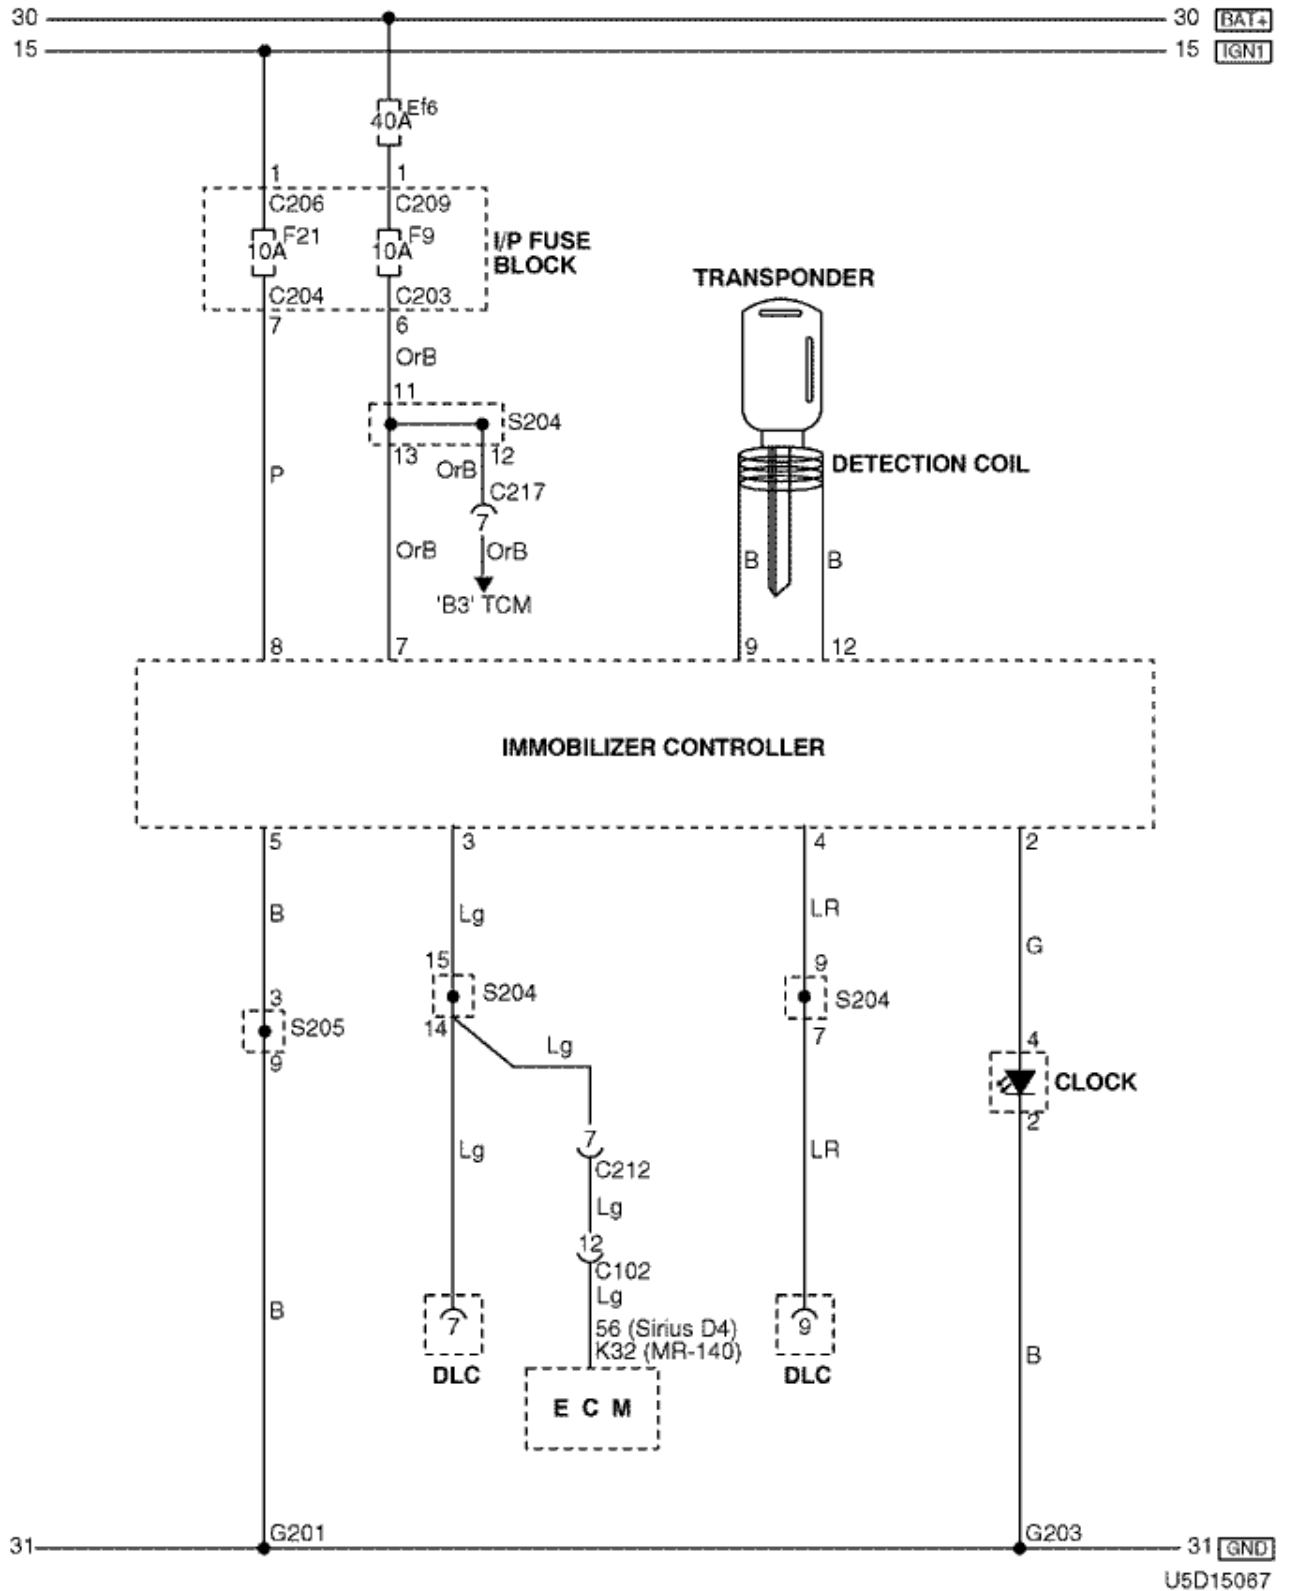 30 30 BAT+
15 15 IGN1
Ef6
40A
1 1
C206 C209
F21 F9
10A 10A
I/P FUSE
BLOCK
C204 C203
7 6
OrB
TRANSPONDER
11
S204
13 12
P OrB
C217
7
OrB OrB
'B3' TCM
DETECTION COIL
B B
8 7 9 12
IMMOBILIZER CONTROLLER
5 3 4 2
B Lg LR G
15 9
S204 S204
14 7
3
S205
9
Lg
4
CLOCK
2
7
C212
Lg Lg LR
12
C102
Lg
B
56 (Sirius D4)
K32 (MR-140)
7 9
DLC DLC
B
E C M
G201 G203
31 31 GND
U5D15067